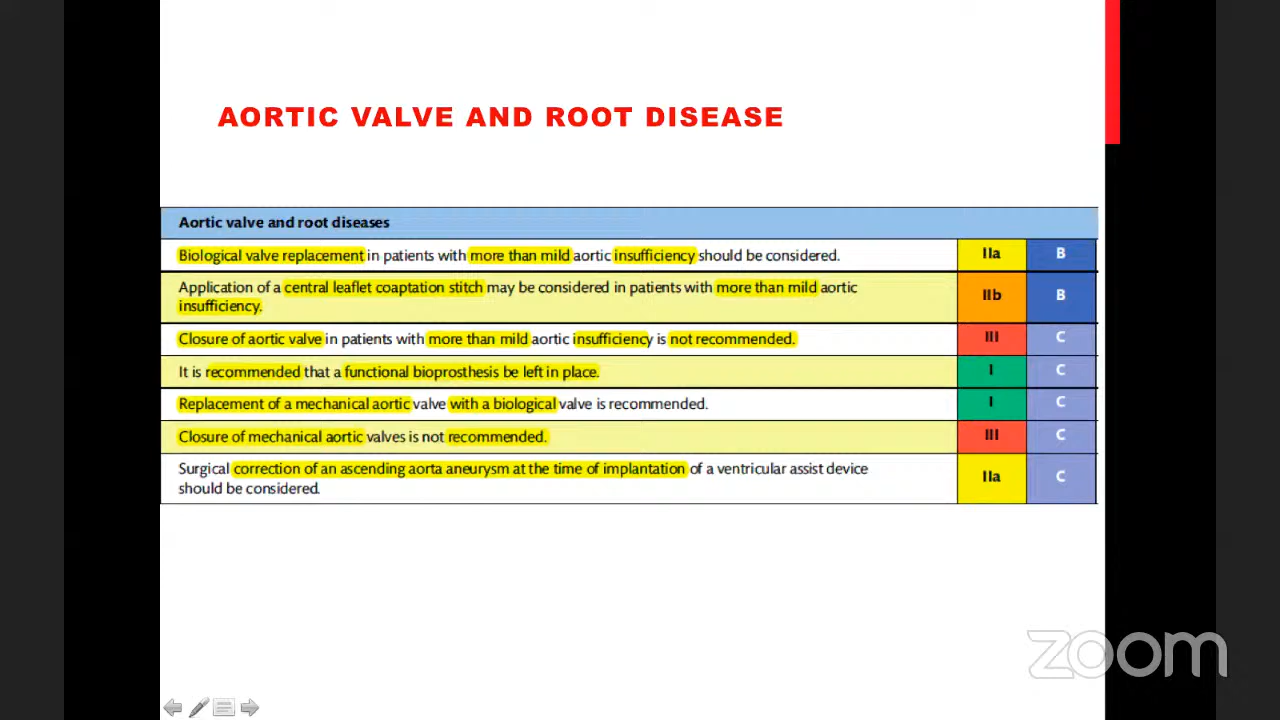 AORTIC VALVE AND ROOT DISEASE
Aortic valve and root diseases
Biological valve replacement in patients with more than mild aortic insufficiency should be considered. IIa B
Application of a central leaflet coaptation stitch may be considered in patients with more than mild aortic
insufficiency. IIb B
Closure of aortic valve in patients with more than mild aortic insufficiency is not recommended. III C
It is recommended that a functional bioprosthesis be left in place. I C
Replacement of a mechanical aortic valve with a biological valve is recommended. I C
Closure of mechanical aortic valves is not recommended. III C
Surgical correction of an ascending aorta aneurysm at the time of implantation of a ventricular assist device
should be considered. IIa C
zoom